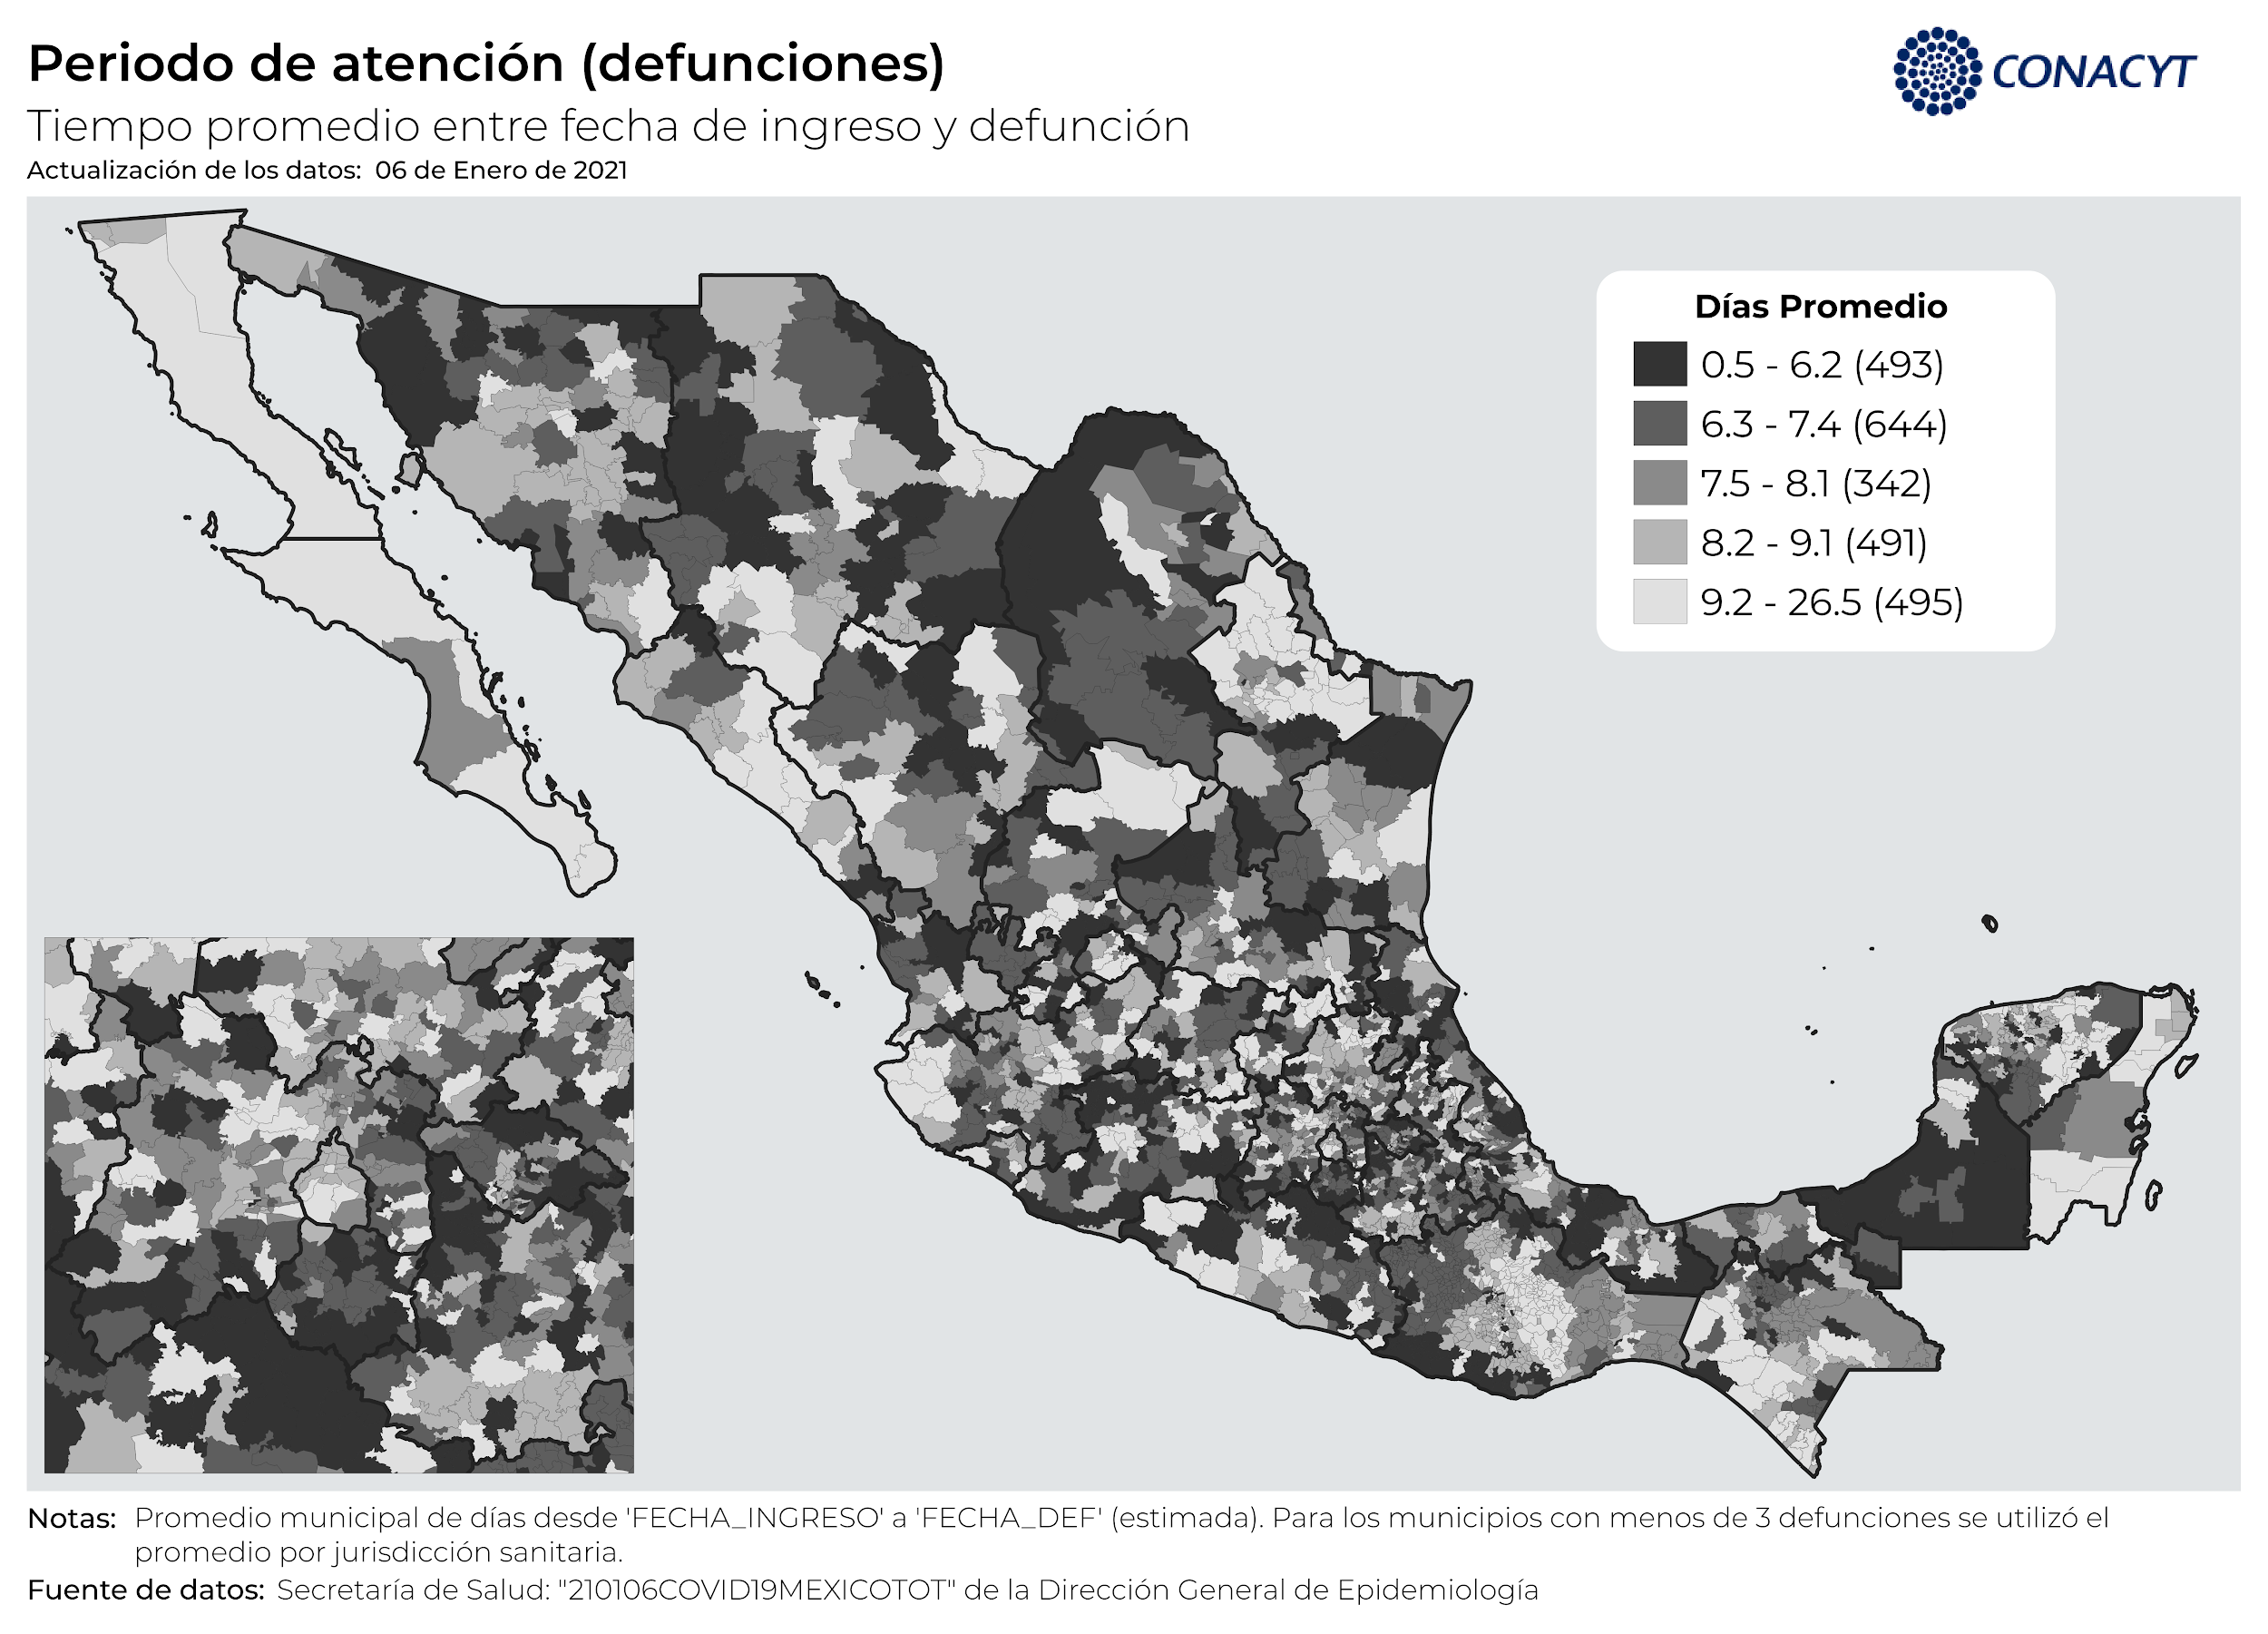 Periodo de atención (defunciones)
Tiempo promedio entre fecha de ingreso y defunción
Actualización de los datos: 06 de Enero de 2021
CONACYT
Días Promedio
0.5 - 6.2 (493)
6.3 - 7.4 (644)
7.5 - 8.1 (342)
8.2 - 9.1 (491)
9.2 - 26.5 (495)
Notas: Promedio municipal de días desde 'FECHA_INGRESO' a 'FECHA_DEF' (estimada). Para los municipios con menos de 3 defunciones se utilizó el
promedio por jurisdicción sanitaria.
Fuente de datos: Secretaría de Salud: "210106COVID19MEXICOTOT" de la Dirección General de Epidemiología